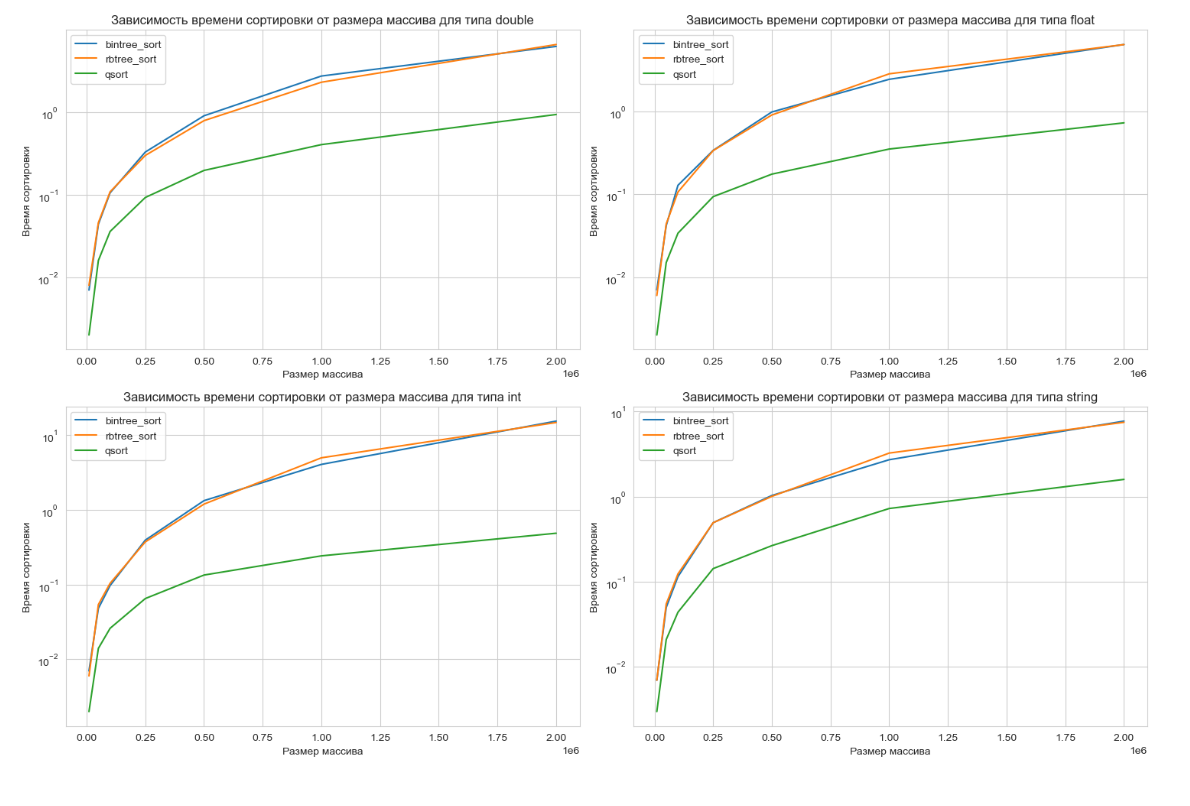 Зависимость времени сортировки от размера массива для типа double
bintree_sort
rbtree_sort
qsort
10^0
10^-1
10^-2
Время сортировки
0.00 0.25 0.50 0.75 1.00 1.25 1.50 1.75 2.00
Размер массива
1e6
Зависимость времени сортировки от размера массива для типа float
bintree_sort
rbtree_sort
qsort
10^0
10^-1
10^-2
Время сортировки
0.00 0.25 0.50 0.75 1.00 1.25 1.50 1.75 2.00
Размер массива
1e6
Зависимость времени сортировки от размера массива для типа int
bintree_sort
rbtree_sort
qsort
10^1
10^0
10^-1
10^-2
Время сортировки
0.00 0.25 0.50 0.75 1.00 1.25 1.50 1.75 2.00
Размер массива
1e6
Зависимость времени сортировки от размера массива для типа string
bintree_sort
rbtree_sort
qsort
10^1
10^0
10^-1
10^-2
Время сортировки
0.00 0.25 0.50 0.75 1.00 1.25 1.50 1.75 2.00
Размер массива
1e6